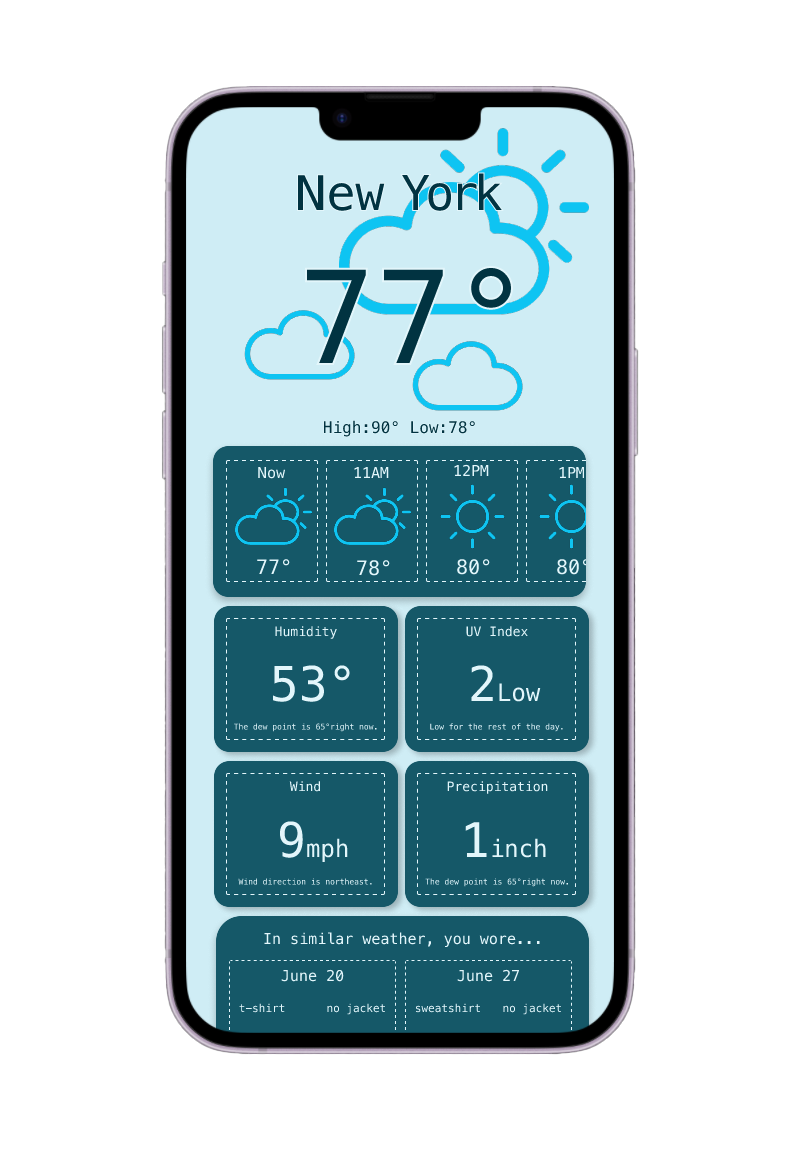 New York
77°
High:90° Low:78°
Now 11AM 12PM 1PM
77° 78° 80° 80°
Humidity
53°
The dew point is 65°right now.
UV Index
2Low
Low for the rest of the day.
Wind
9mph
Wind direction is northeast.
Precipitation
1inch
The dew point is 65°right now.
In similar weather, you wore...
June 20
t-shirt no jacket
June 27
sweatshirt no jacket